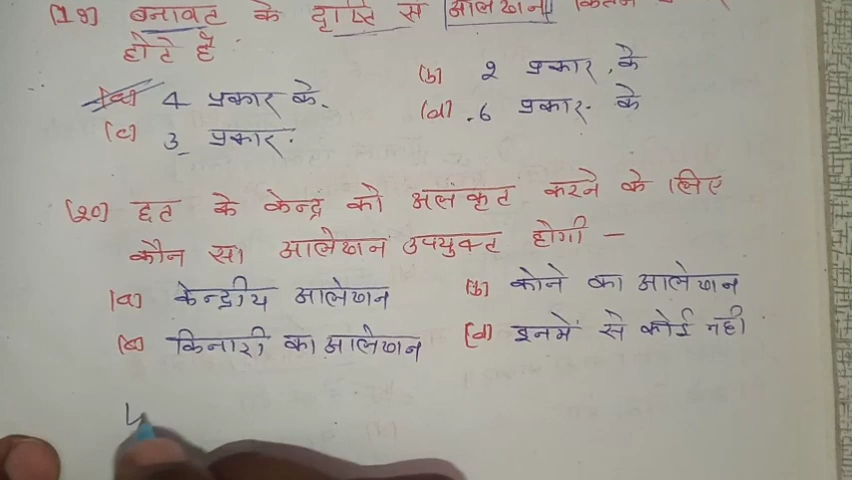 (19) बनावट के दृष्टि से आलेखन कितने
होते है
(a) 4 प्रकार के. (b) 2 प्रकार, के
(c) 3 प्रकार. (d) .6 प्रकार. के
(20) छत के केन्द्र को अलंकृत करने के लिए
कौन सा आलेखन उपयुक्त होगी –
(a) केन्द्रीय आलेखन (b) कोने का आलेखन
(c) किनारी का आलेखन (d) इनमें से कोई नही